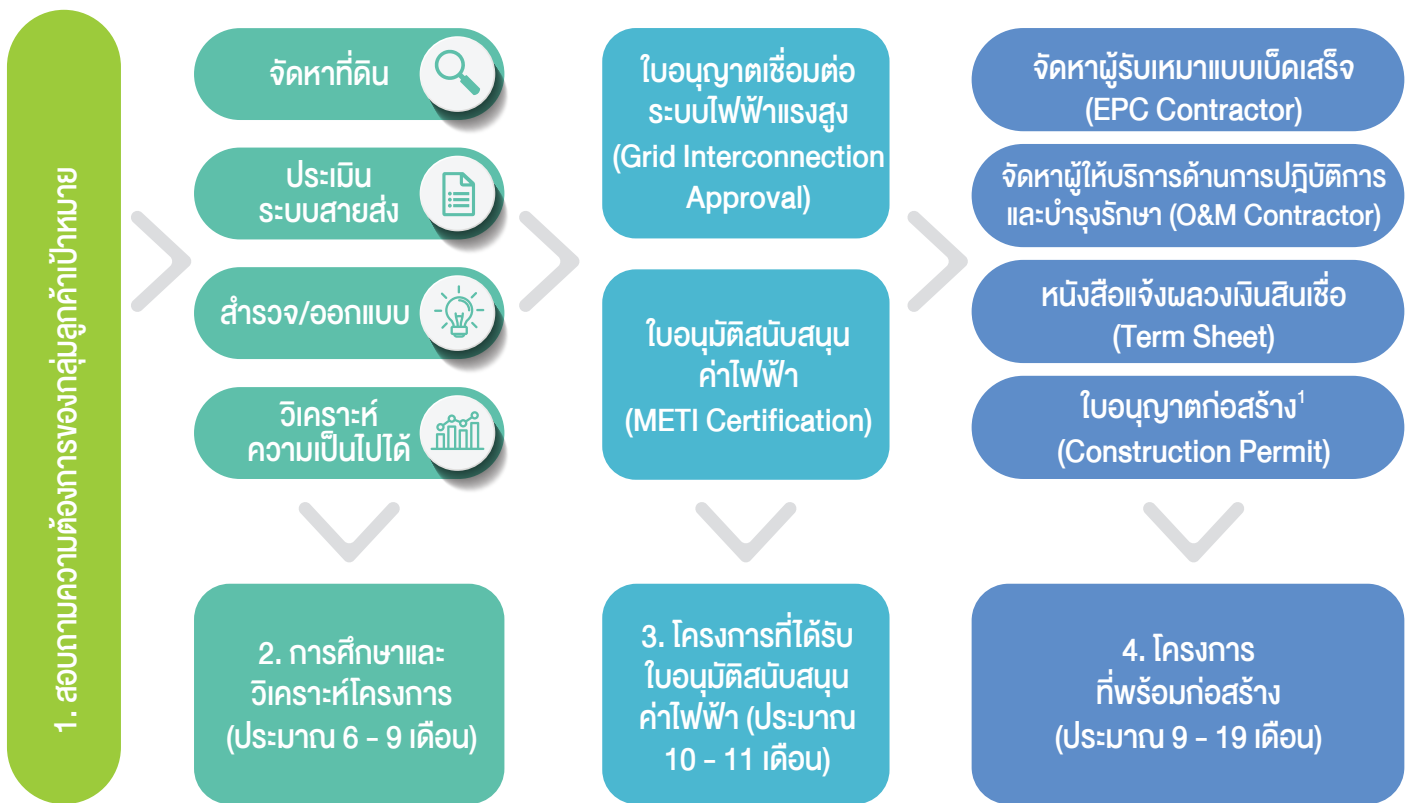 1. สอบถามความต้องการของกลุ่มลูกค้าเป้าหมาย
จัดหาที่ดิน
ประเมิน
ระบบสายส่ง
สำรวจ/ออกแบบ
วิเคราะห์
ความเป็นไปได้
2. การศึกษาและ
วิเคราะห์โครงการ
(ประมาณ 6 - 9 เดือน)
ใบอนุญาตเชื่อมต่อ
ระบบไฟฟ้าแรงสูง
(Grid Interconnection
Approval)
ใบอนุมัติสนับสนุน
ค่าไฟฟ้า
(METI Certification)
3. โครงการที่ได้รับ
ใบอนุมัติสนับสนุน
ค่าไฟฟ้า (ประมาณ
10 - 11 เดือน)
จัดหาผู้รับเหมาแบบเบ็ดเสร็จ
(EPC Contractor)
จัดหาผู้ให้บริการด้านการปฎิบัติการ
และบำรุงรักษา (O&M Contractor)
หนังสือแจ้งผลวงเงินสินเชื่อ
(Term Sheet)
ใบอนุญาตก่อสร้าง¹
(Construction Permit)
4. โครงการ
ที่พร้อมก่อสร้าง
(ประมาณ 9 - 19 เดือน)